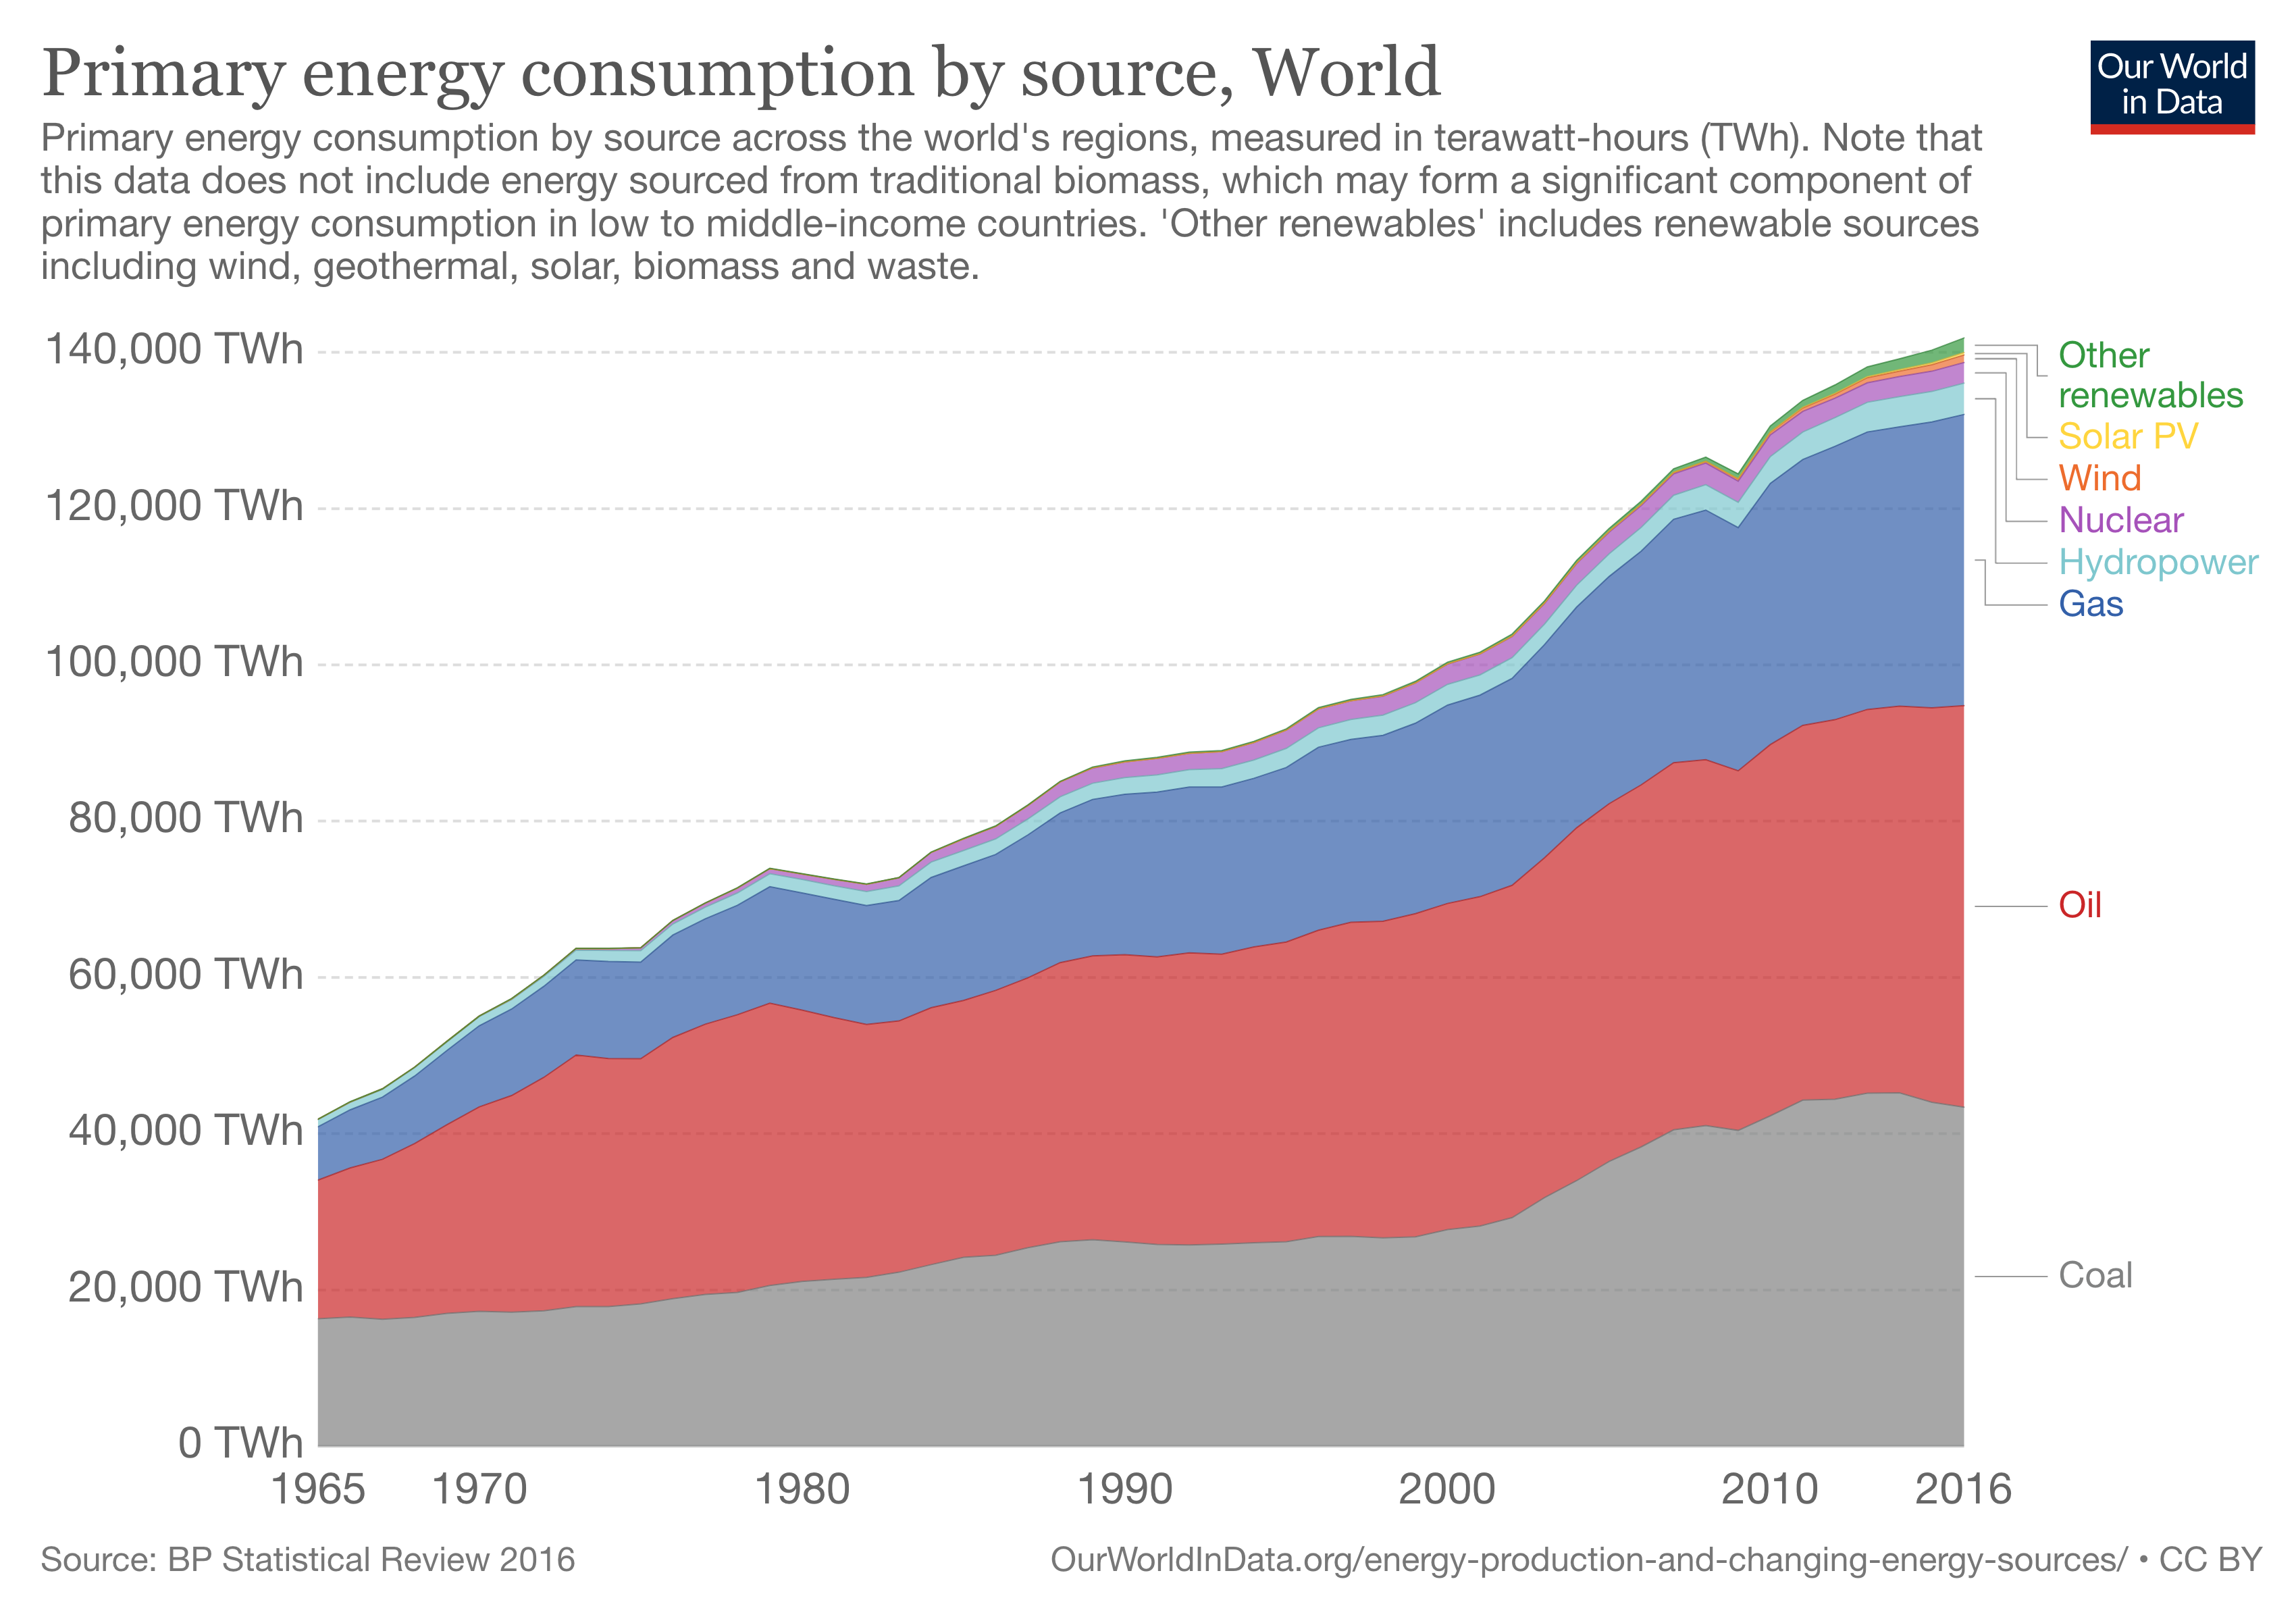 Primary energy consumption by source, World
Our World
in Data
Primary energy consumption by source across the world's regions, measured in terawatt-hours (TWh). Note that
this data does not include energy sourced from traditional biomass, which may form a significant component of
primary energy consumption in low to middle-income countries. 'Other renewables' includes renewable sources
including wind, geothermal, solar, biomass and waste.
140,000 TWh
120,000 TWh
100,000 TWh
80,000 TWh
60,000 TWh
40,000 TWh
20,000 TWh
0 TWh
Other
renewables
Solar PV
Wind
Nuclear
Hydropower
Gas
Oil
Coal
1965 1970 1980 1990 2000 2010 2016
Source: BP Statistical Review 2016
OurWorldInData.org/energy-production-and-changing-energy-sources/ • CC BY